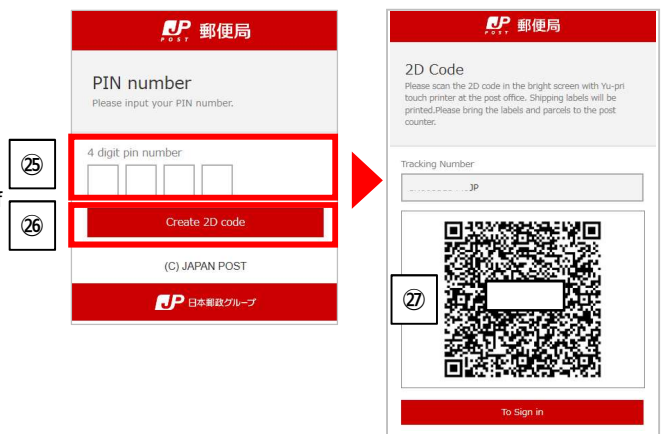 JP POST 郵便局
PIN number
Please input your PIN number.
㉕
4 digit pin number
㉖
Create 2D code
(C) JAPAN POST
JP 日本郵政グループ
JP POST 郵便局
2D Code
Please scan the 2D code in the bright screen with Yu-pri
touch printer at the post office. Shipping labels will be
printed.Please bring the labels and parcels to the post
counter.
Tracking Number
JP
㉗
To Sign in